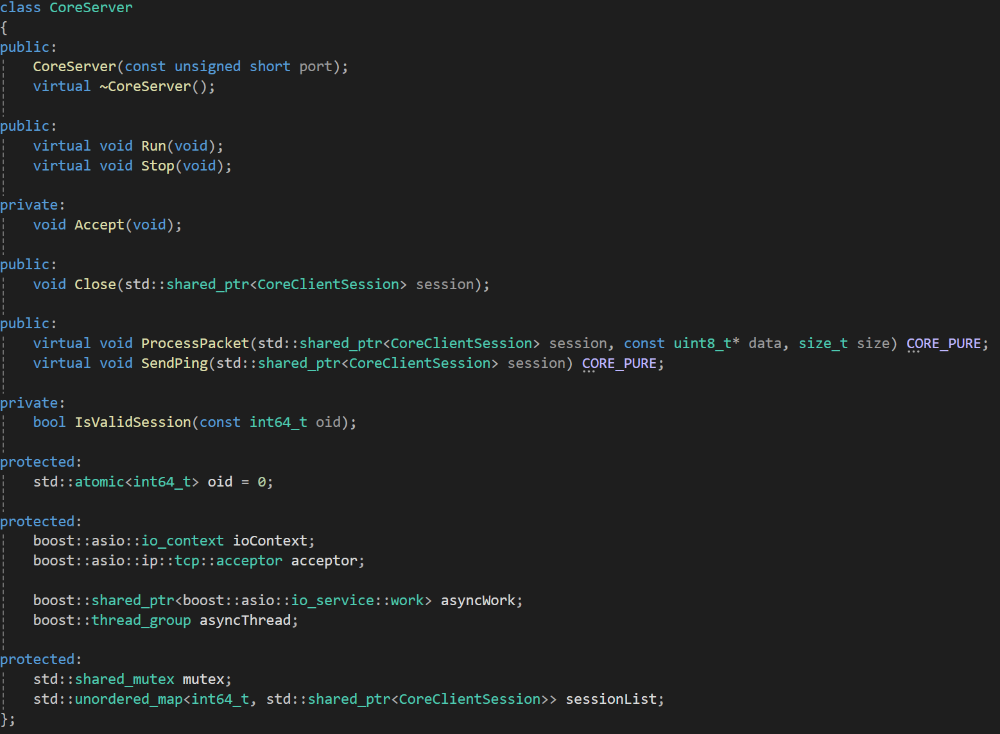 class CoreServer
{
public:
    CoreServer(const unsigned short port);
    virtual ~CoreServer();

public:
    virtual void Run(void);
    virtual void Stop(void);

private:
    void Accept(void);

public:
    void Close(std::shared_ptr<CoreClientSession> session);

public:
    virtual void ProcessPacket(std::shared_ptr<CoreClientSession> session, const uint8_t* data, size_t size) CORE_PURE;
    virtual void SendPing(std::shared_ptr<CoreClientSession> session) CORE_PURE;

private:
    bool IsValidSession(const int64_t oid);

protected:
    std::atomic<int64_t> oid = 0;

protected:
    boost::asio::io_context ioContext;
    boost::asio::ip::tcp::acceptor acceptor;

    boost::shared_ptr<boost::asio::io_service::work> asyncWork;
    boost::thread_group asyncThread;

protected:
    std::shared_mutex mutex;
    std::unordered_map<int64_t, std::shared_ptr<CoreClientSession>> sessionList;
};